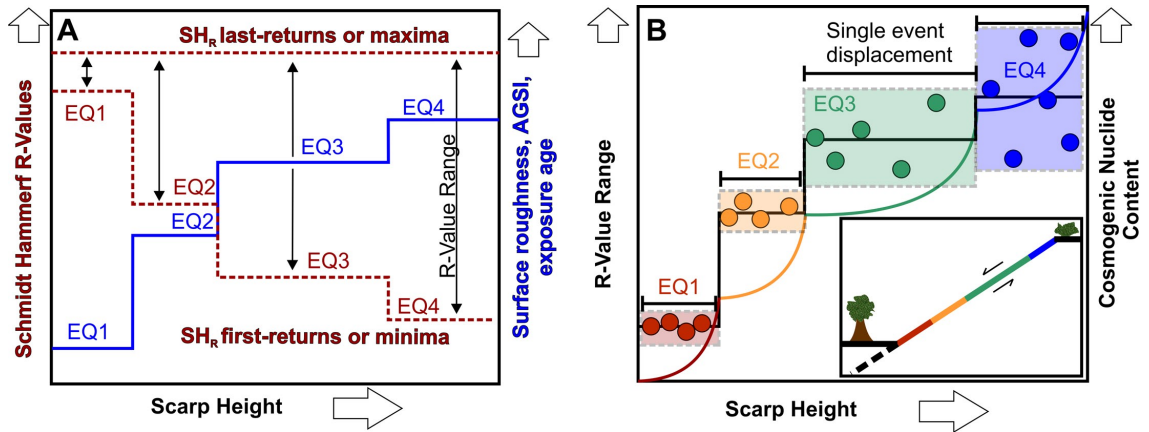 A
SHR last-returns or maxima
EQ1
EQ2
EQ2
EQ3
EQ3
EQ4
EQ4
EQ1
R-Value Range
SHR first-returns or minima
Schmidt Hammerf R-Values
Surface roughness, AGSI,
exposure age
Scarp Height
B
Single event
displacement
EQ4
EQ3
EQ2
EQ1
R-Value Range
Cosmogenic Nuclide
Content
Scarp Height